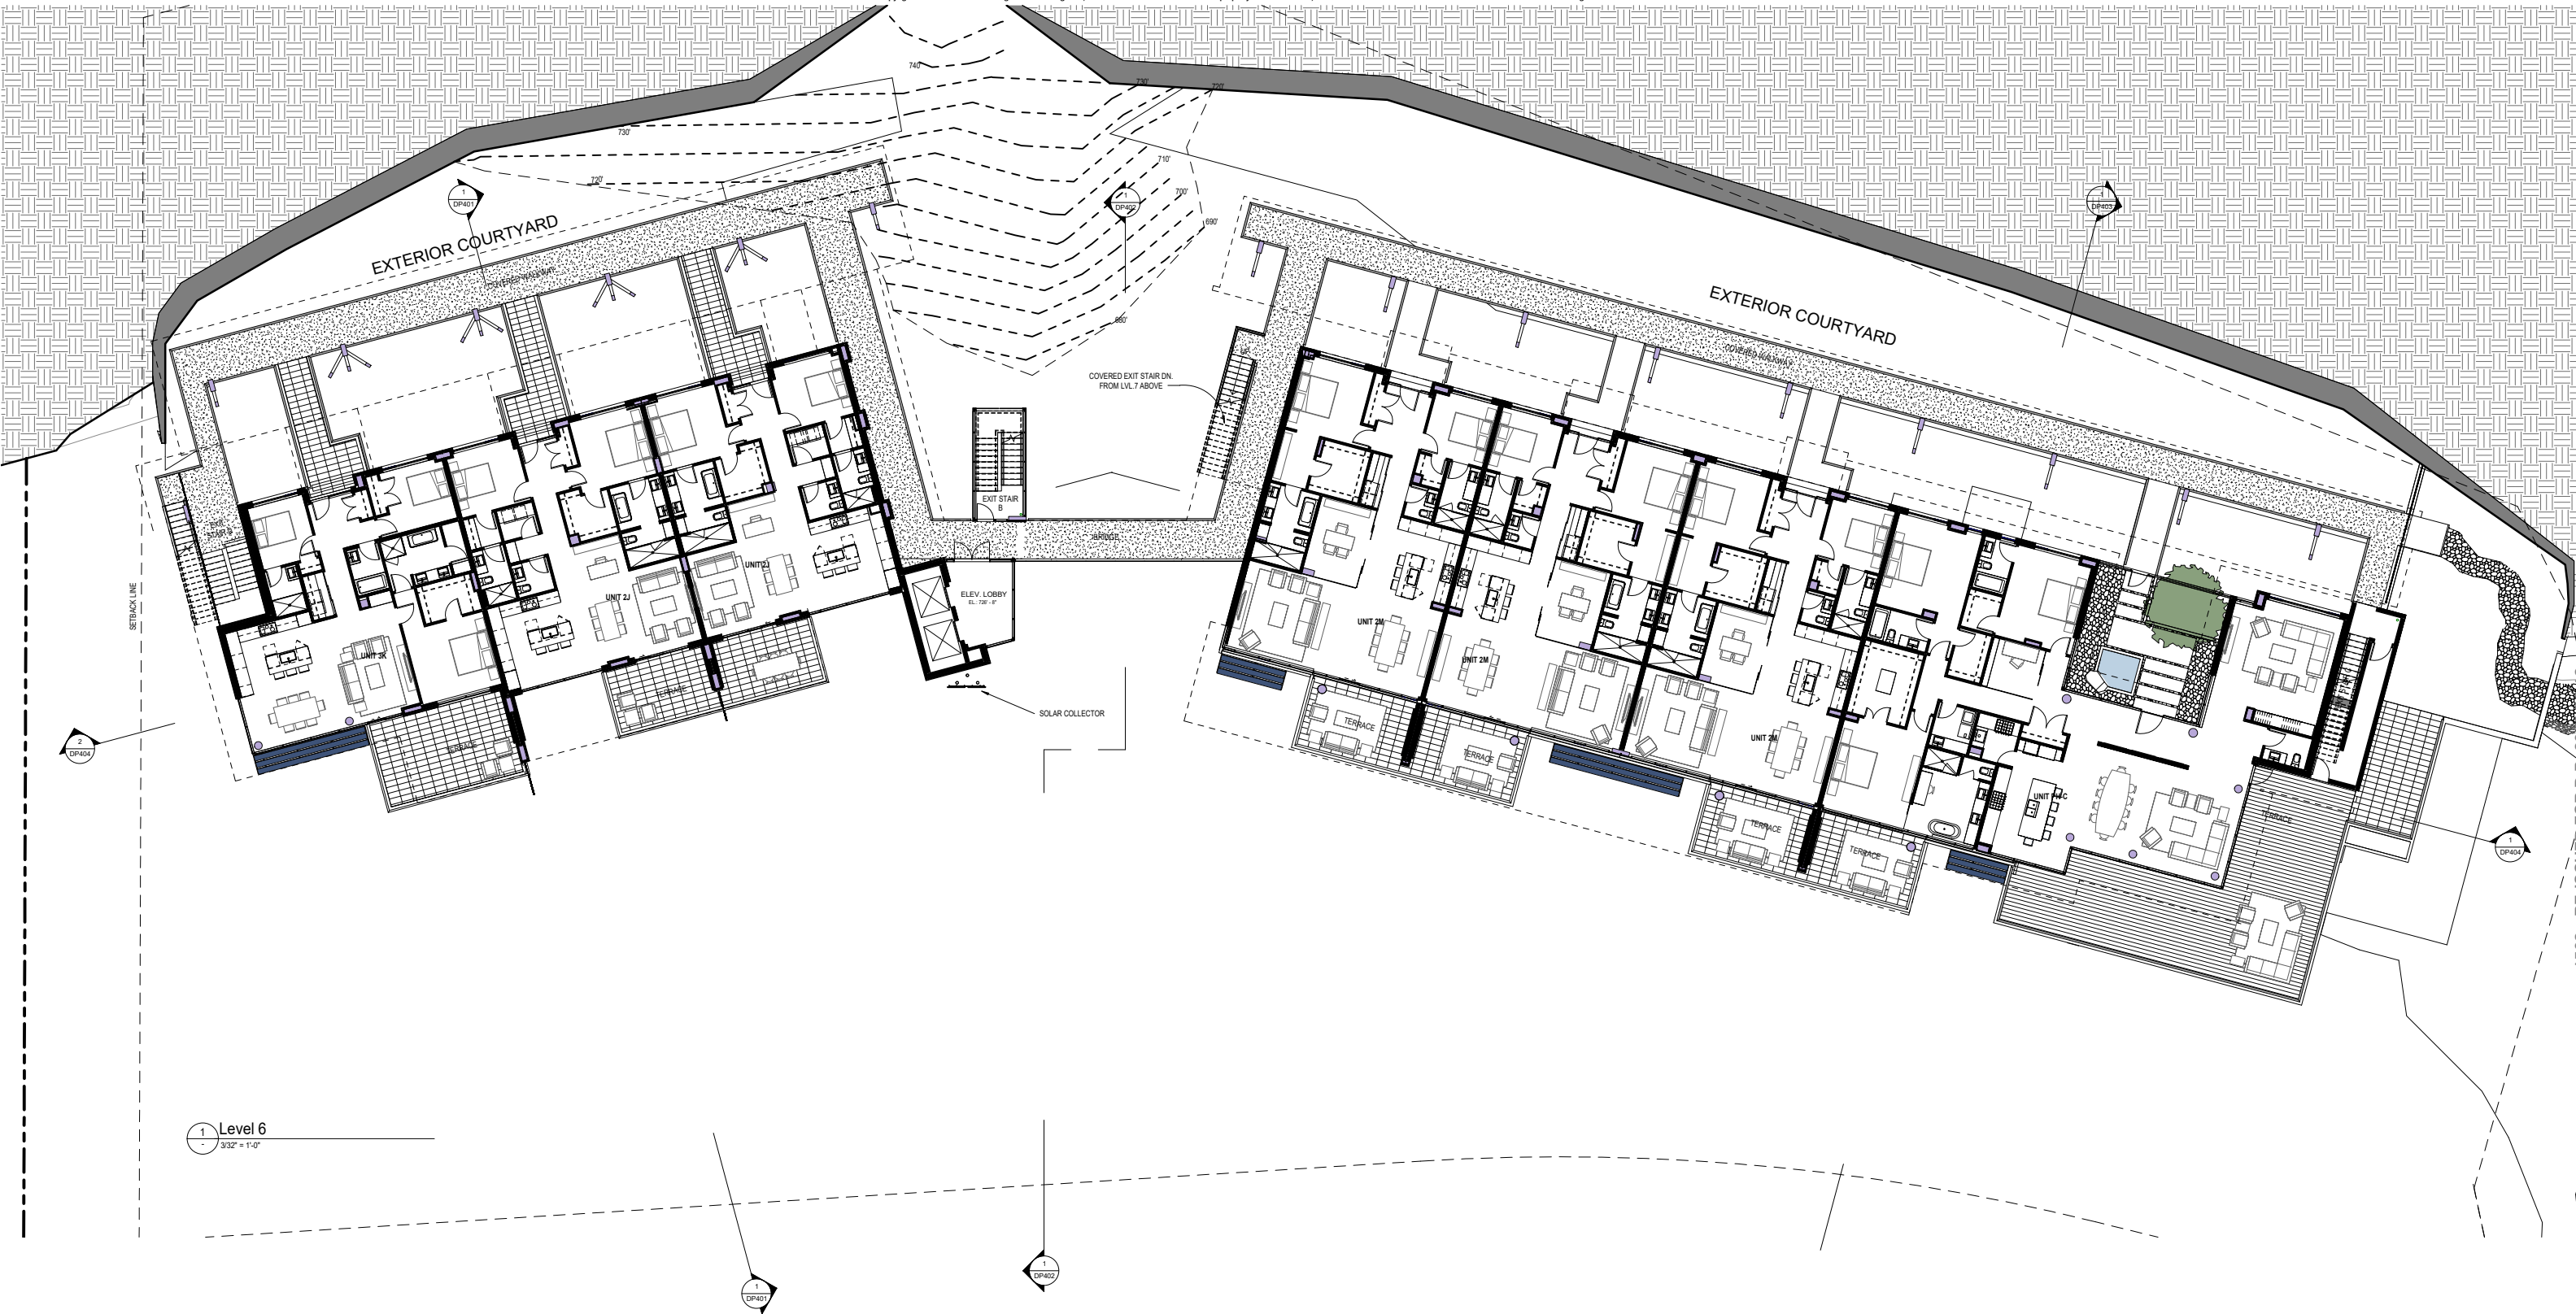 740'
730'
720'
730'
710'
720'
700'
690'
680'
1
DP401
1
DP402
1
DP403
EXTERIOR COURTYARD
EXTERIOR COURTYARD
COVERED EXIT STAIR DN.
FROM LVL.7 ABOVE
EXIT STAIR
B
BRIDGE
ELEV. LOBBY
SETBACK LINE
UNIT 2J
UNIT 2J
UNIT 3K
UNIT 2M
UNIT 2M
UNIT 2M
TERRACE
TERRACE
TERRACE
TERRACE
TERRACE
TERRACE
TERRACE
SOLAR COLLECTOR
2
DP404
1
DP404
1
-
Level 6
3/32" = 1'-0"
1
DP401
1
DP402